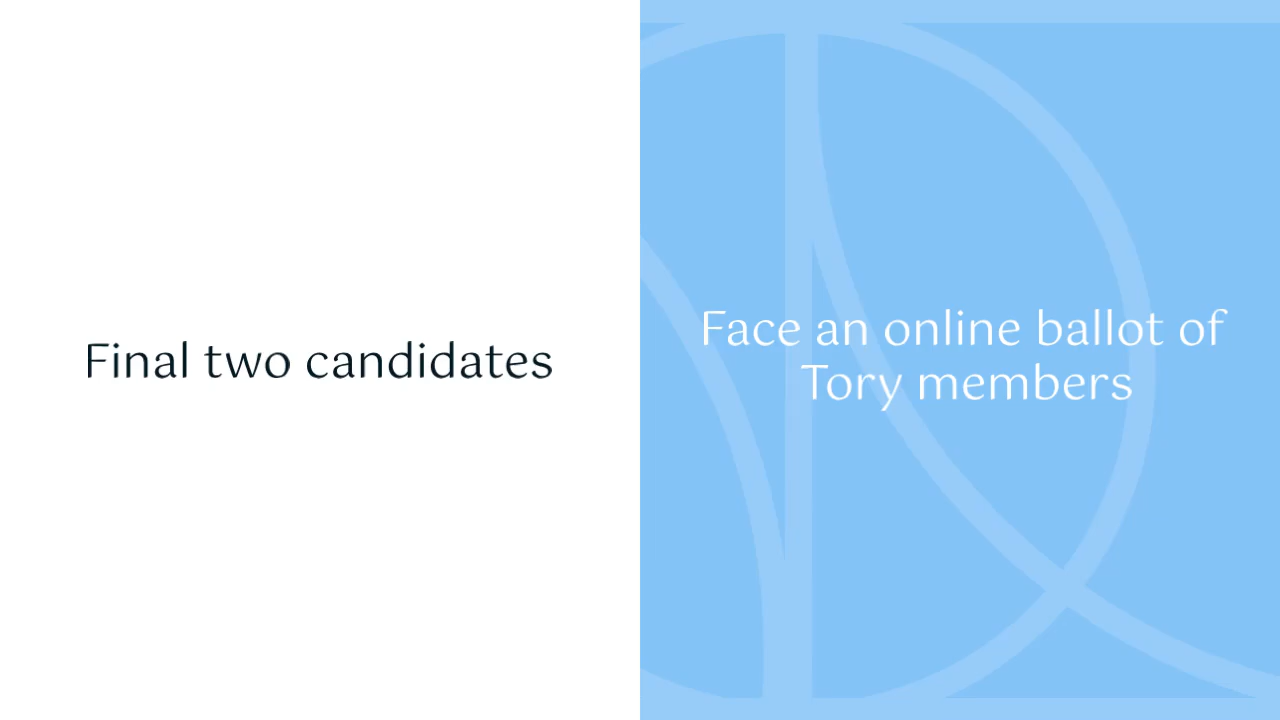 Final two candidates
Face an online ballot of
Tory members